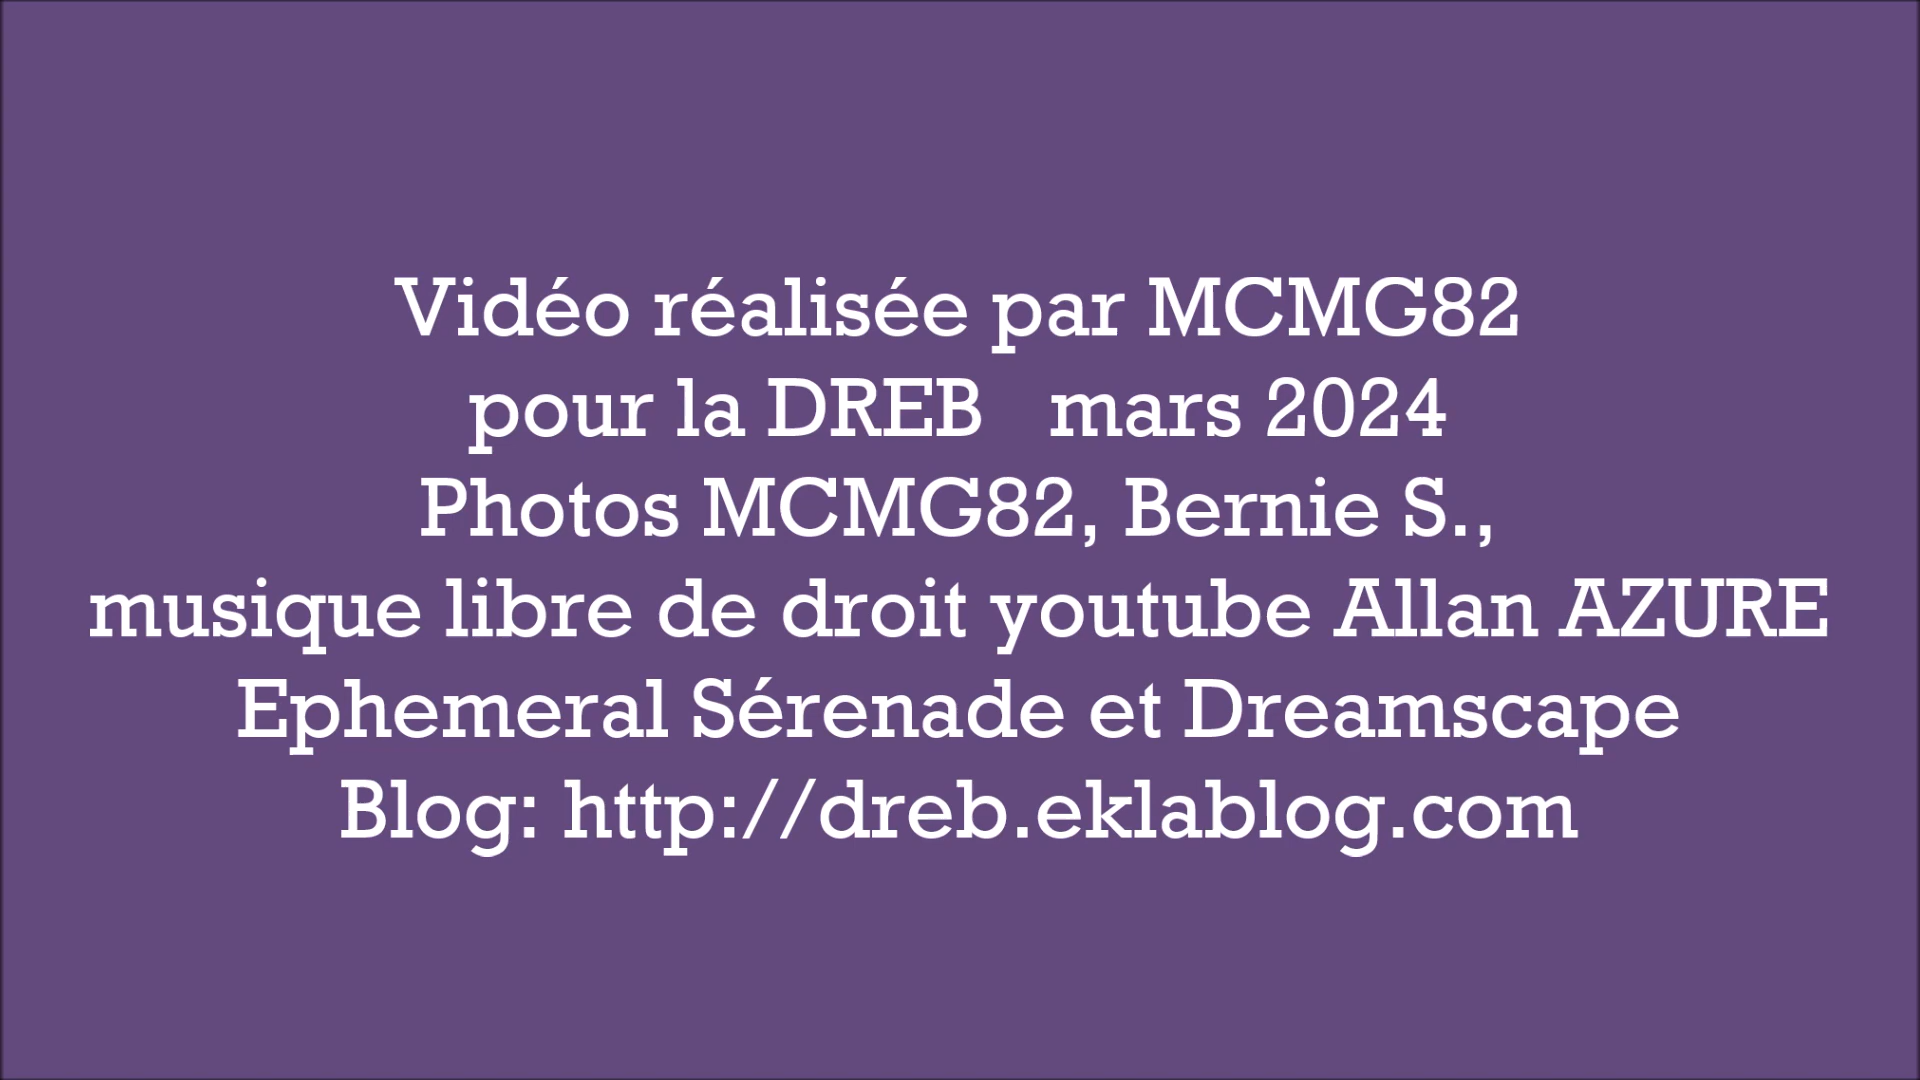 Vidéo réalisée par MCMG82
pour la DREB   mars 2024
Photos MCMG82, Bernie S.,
musique libre de droit youtube Allan AZURE
Ephemeral Sérenade et Dreamscape
Blog: http://dreb.eklablog.com